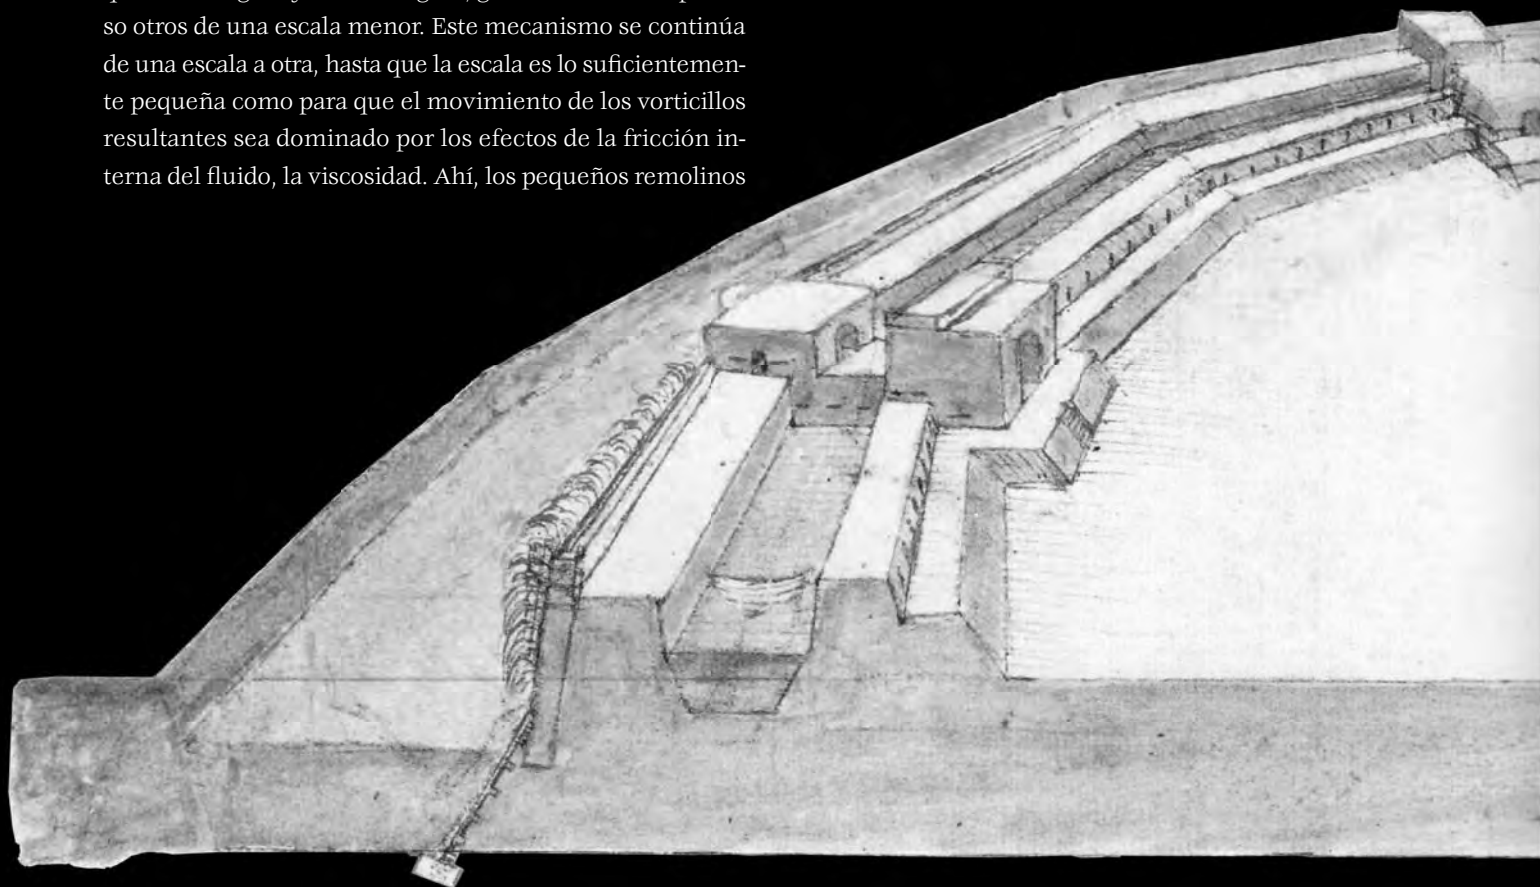 so otros de una escala menor. Este mecanismo se continúa
de una escala a otra, hasta que la escala es lo suficientemen-
te pequeña como para que el movimiento de los vorticillos
resultantes sea dominado por los efectos de la fricción in-
terna del fluido, la viscosidad. Ahí, los pequeños remolinos